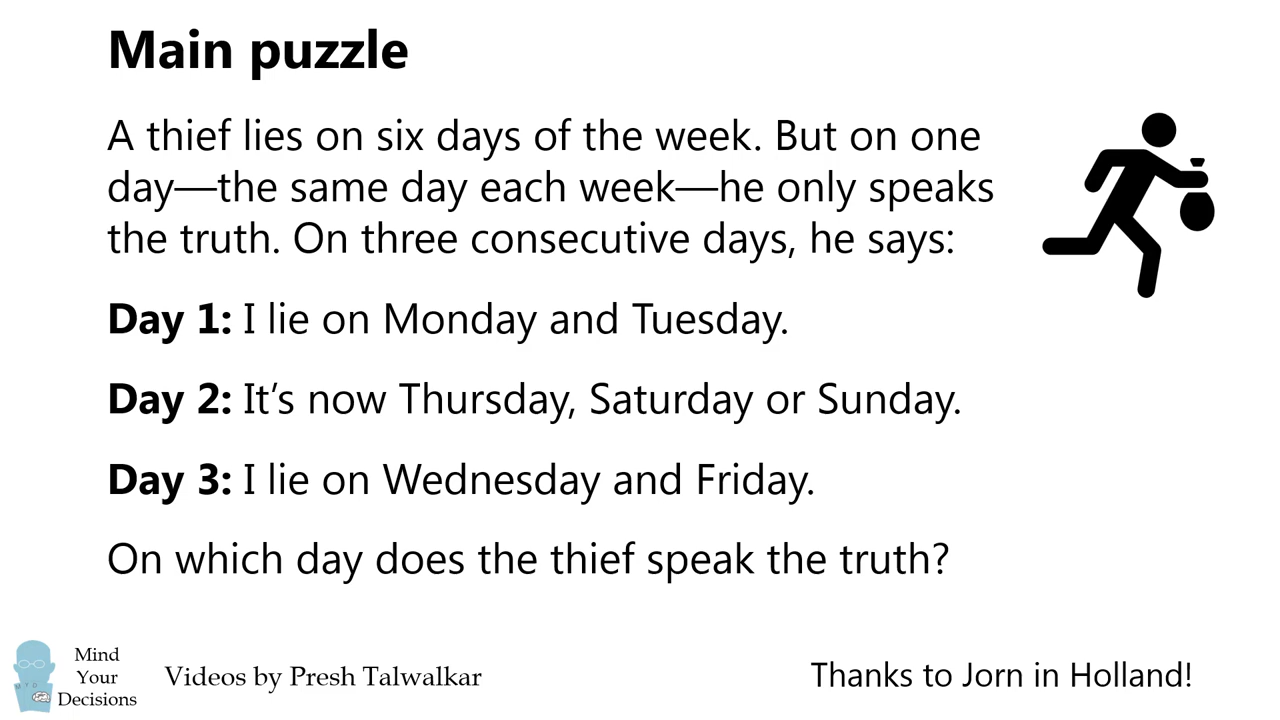 Main puzzle
A thief lies on six days of the week. But on one
day—the same day each week—he only speaks
the truth. On three consecutive days, he says:
Day 1: I lie on Monday and Tuesday.
Day 2: It’s now Thursday, Saturday or Sunday.
Day 3: I lie on Wednesday and Friday.
On which day does the thief speak the truth?
Mind
Your
Decisions
Videos by Presh Talwalkar
Thanks to Jorn in Holland!